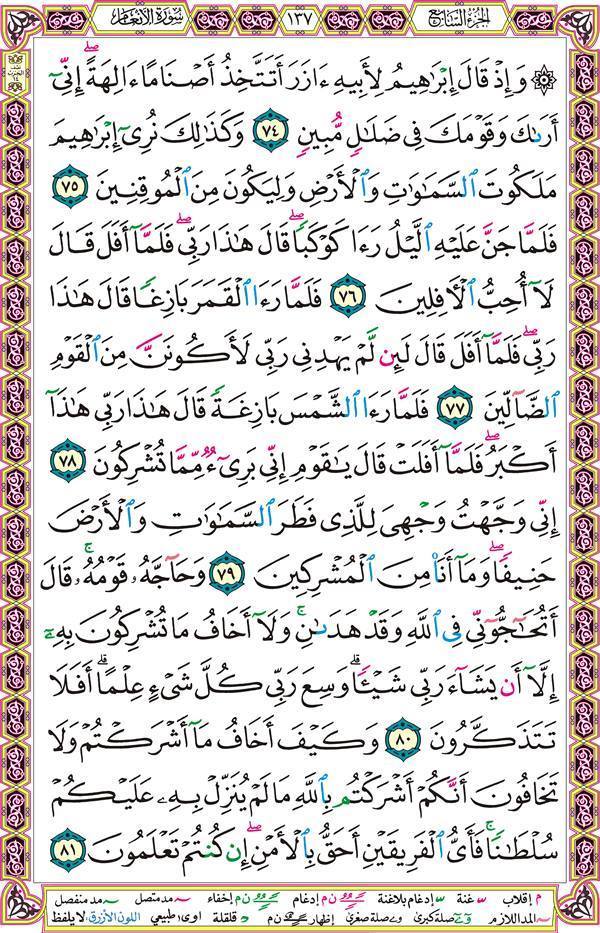 الجزء السابع
١٣٧
سورة الأنعام
۞ وَإِذْ قَالَ إِبْرَٰهِيمُ لِأَبِيهِ ءَازَرَ أَتَتَّخِذُ أَصْنَامًا ءَالِهَةً ۖ إِنِّىٓ
أَرَىٰكَ وَقَوْمَكَ فِى ضَلَٰلٍ مُّبِينٍ ٧٤ وَكَذَٰلِكَ نُرِىٓ إِبْرَٰهِيمَ
مَلَكُوتَ ٱلسَّمَٰوَٰتِ وَٱلْأَرْضِ وَلِيَكُونَ مِنَ ٱلْمُوقِنِينَ ٧٥
فَلَمَّا جَنَّ عَلَيْهِ ٱلَّيْلُ رَءَا كَوْكَبًا ۖ قَالَ هَٰذَا رَبِّى ۖ فَلَمَّآ أَفَلَ قَالَ
لَآ أُحِبُّ ٱلْءَافِلِينَ ٧٦ فَلَمَّا رَءَا ٱلْقَمَرَ بَازِغًا قَالَ هَٰذَا
رَبِّى ۖ فَلَمَّآ أَفَلَ قَالَ لَئِن لَّمْ يَهْدِنِى رَبِّى لَأَكُونَنَّ مِنَ ٱلْقَوْمِ
ٱلضَّآلِّينَ ٧٧ فَلَمَّا رَءَا ٱلشَّمْسَ بَازِغَةً قَالَ هَٰذَا رَبِّى هَٰذَآ
أَكْبَرُ ۖ فَلَمَّآ أَفَلَتْ قَالَ يَٰقَوْمِ إِنِّى بَرِىٓءٌ مِّمَّا تُشْرِكُونَ ٧٨
إِنِّى وَجَّهْتُ وَجْهِىَ لِلَّذِى فَطَرَ ٱلسَّمَٰوَٰتِ وَٱلْأَرْضَ
حَنِيفًا ۖ وَمَآ أَنَا۠ مِنَ ٱلْمُشْرِكِينَ ٧٩ وَحَآجَّهُۥ قَوْمُهُۥ ۚ قَالَ
أَتُحَٰٓجُّوٓنِّى فِى ٱللَّهِ وَقَدْ هَدَىٰنِ ۚ وَلَآ أَخَافُ مَا تُشْرِكُونَ بِهِۦٓ
إِلَّآ أَن يَشَآءَ رَبِّى شَيْـًٔا ۗ وَسِعَ رَبِّى كُلَّ شَىْءٍ عِلْمًا ۗ أَفَلَا
تَتَذَكَّرُونَ ٨٠ وَكَيْفَ أَخَافُ مَآ أَشْرَكْتُمْ وَلَا
تَخَافُونَ أَنَّكُمْ أَشْرَكْتُم بِٱللَّهِ مَا لَمْ يُنَزِّلْ بِهِۦ عَلَيْكُمْ
سُلْطَٰنًا ۚ فَأَىُّ ٱلْفَرِيقَيْنِ أَحَقُّ بِٱلْأَمْنِ ۖ إِن كُنتُمْ تَعْلَمُونَ ٨١
م إقلاب س غنة س إدغام بلاغنة ن م إدغام ن م إخفاء مد متصل مد منفصل
المد اللازم صلة كبرى صلة صغرى إظهار ن م قلقلة اوى طبيعي اللون الأزرق لا يلفظ